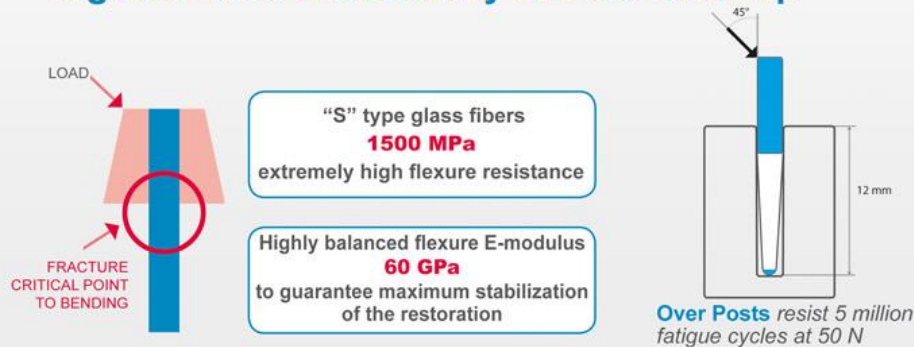 LOAD
FRACTURE
CRITICAL POINT
TO BENDING
“S” type glass fibers
1500 MPa
extremely high flexure resistance
Highly balanced flexure E-modulus
60 GPa
to guarantee maximum stabilization
of the restoration
45°
12 mm
Over Posts resist 5 million
fatigue cycles at 50 N